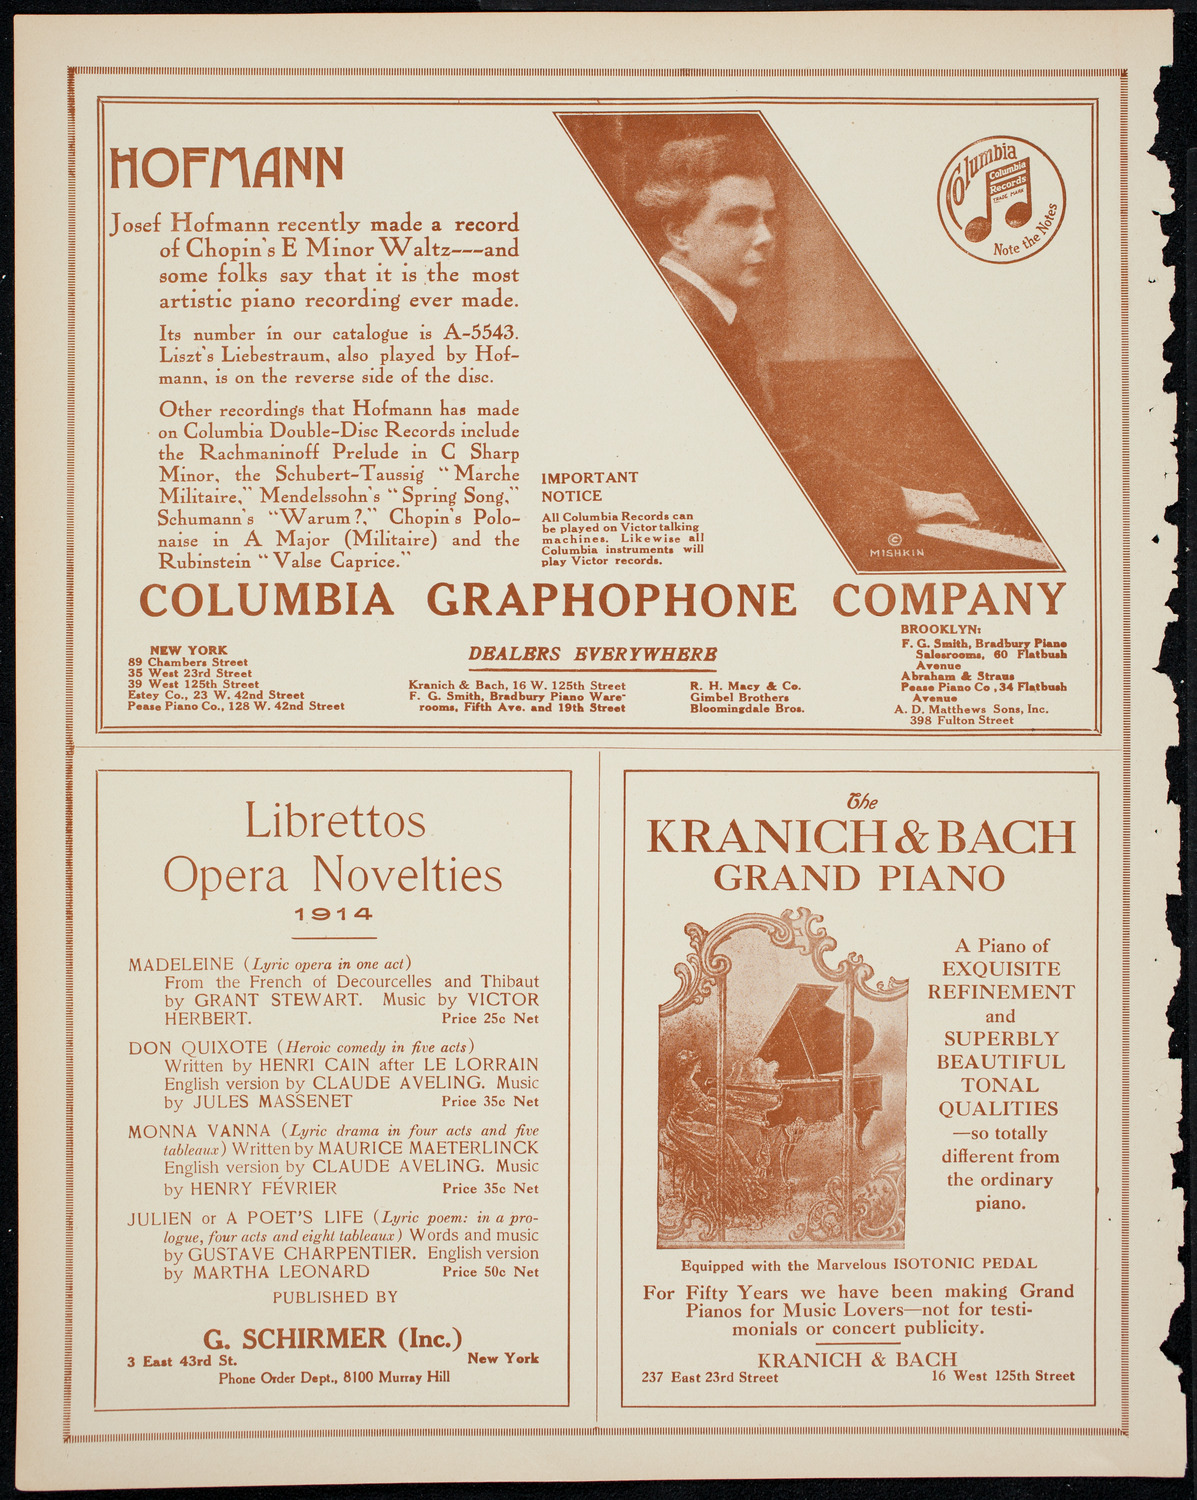 HOFMANN
Josef Hofmann recently made a record
of Chopin's E Minor Waltz---and
some folks say that it is the most
artistic piano recording ever made.
Its number in our catalogue is A-5543.
Liszt's Liebestraum, also played by Hof-
mann, is on the reverse side of the disc.
Other recordings that Hofmann has made
on Columbia Double-Disc Records include
the Rachmaninoff Prelude in C Sharp
Minor, the Schubert-Taussig "Marche
Militaire," Mendelssohn's "Spring Song,"
Schumann's "Warum?," Chopin's Polo-
naise in A Major (Militaire) and the
Rubinstein "Valse Caprice."
IMPORTANT
NOTICE
All Columbia Records can
be played on Victor talking
machines. Likewise all
Columbia instruments will
play Victor records.
©
MISHKIN
Columbia
Columbia
Records
TRADE MARK
Note the Notes
COLUMBIA GRAPHOPHONE COMPANY
NEW YORK
89 Chambers Street
35 West 23rd Street
39 West 125th Street
Estey Co., 23 W. 42nd Street
Pease Piano Co., 128 W. 42nd Street
DEALERS EVERYWHERE
Kranich & Bach, 16 W. 125th Street
F. G. Smith, Bradbury Piano Ware-
rooms, Fifth Ave. and 19th Street
R. H. Macy & Co.
Gimbel Brothers
Bloomingdale Bros.
BROOKLYN:
F. G. Smith, Bradbury Piano
Salesrooms, 60 Flatbush
Avenue
Abraham & Straus
Pease Piano Co., 34 Flatbush
Avenue
A. D. Matthews Sons, Inc.
398 Fulton Street
Librettos
Opera Novelties
1914
MADELEINE (Lyric opera in one act)
From the French of Decourcelles and Thibaut
by GRANT STEWART. Music by VICTOR
HERBERT. Price 25c Net
DON QUIXOTE (Heroic comedy in five acts)
Written by HENRI CAIN after LE LORRAIN
English version by CLAUDE AVELING. Music
by JULES MASSENET Price 35c Net
MONNA VANNA (Lyric drama in four acts and five
tableaux) Written by MAURICE MAETERLINCK
English version by CLAUDE AVELING. Music
by HENRY FÉVRIER Price 35c Net
JULIEN or A POET'S LIFE (Lyric poem: in a pro-
logue, four acts and eight tableaux) Words and music
by GUSTAVE CHARPENTIER. English version
by MARTHA LEONARD Price 50c Net
PUBLISHED BY
G. SCHIRMER (Inc.)
3 East 43rd St. New York
Phone Order Dept., 8100 Murray Hill
The
KRANICH & BACH
GRAND PIANO
A Piano of
EXQUISITE
REFINEMENT
and
SUPERBLY
BEAUTIFUL
TONAL
QUALITIES
—so totally
different from
the ordinary
piano.
Equipped with the Marvelous ISOTONIC PEDAL
For Fifty Years we have been making Grand
Pianos for Music Lovers—not for testi-
monials or concert publicity.
KRANICH & BACH
237 East 23rd Street 16 West 125th Street